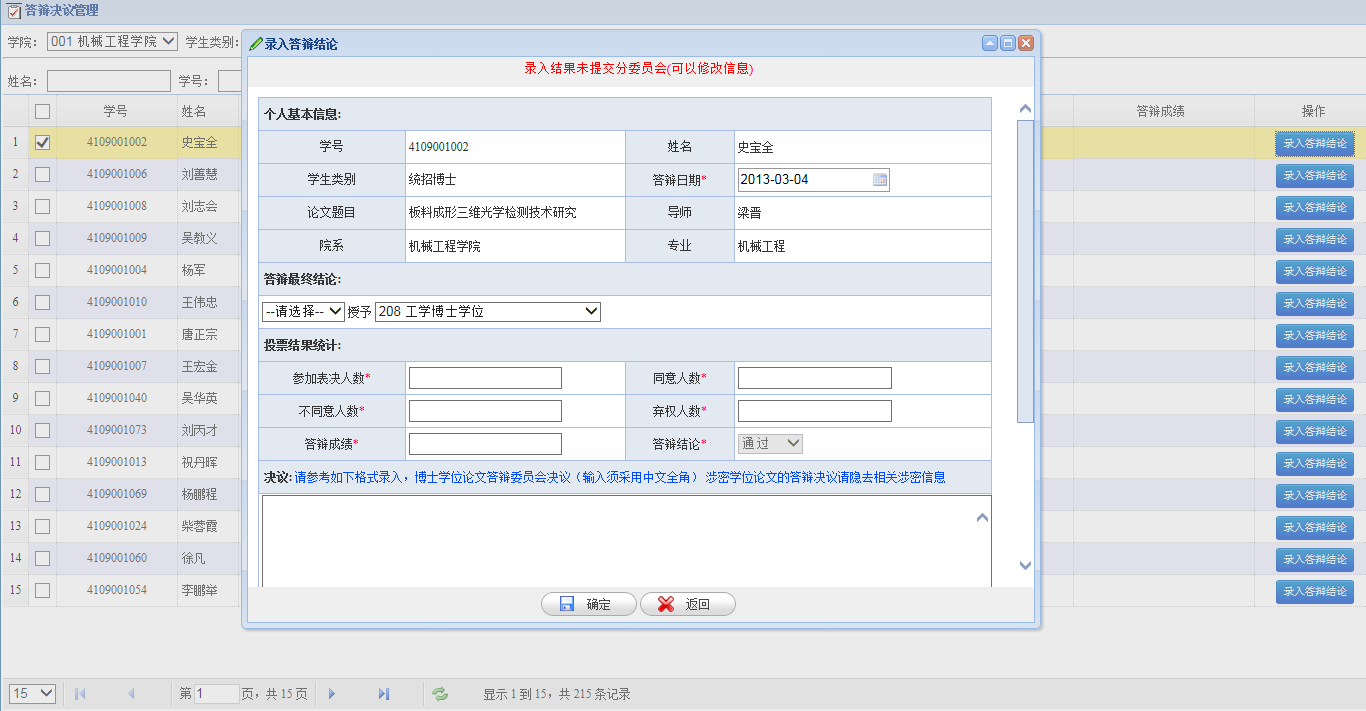 答辩决议管理
学院： 001 机械工程学院 学生类别:
姓名： 学号：
学号 姓名 答辩成绩 操作
1 4109001002 史宝全 录入答辩结论
2 4109001006 刘善慧 录入答辩结论
3 4109001008 刘志会 录入答辩结论
4 4109001009 吴教义 录入答辩结论
5 4109001004 杨军 录入答辩结论
6 4109001010 王伟忠 录入答辩结论
7 4109001001 唐正宗 录入答辩结论
8 4109001007 王宏金 录入答辩结论
9 4109001040 吴华英 录入答辩结论
10 4109001073 刘丙才 录入答辩结论
11 4109001013 祝丹晖 录入答辩结论
12 4109001069 杨鹏程 录入答辩结论
13 4109001024 柴蓉霞 录入答辩结论
14 4109001060 徐凡 录入答辩结论
15 4109001054 李鹏举 录入答辩结论
录入答辩结论
录入结果未提交分委员会(可以修改信息)
个人基本信息:
学号 4109001002 姓名 史宝全
学生类别 统招博士 答辩日期* 2013-03-04
论文题目 板料成形三维光学检测技术研究 导师 梁晋
院系 机械工程学院 专业 机械工程
答辩最终结论:
--请选择-- 授予 208 工学博士学位
投票结果统计:
参加表决人数* 同意人数*
不同意人数* 弃权人数*
答辩成绩* 答辩结论* 通过
决议:请参考如下格式录入，博士学位论文答辩委员会决议（输入须采用中文全角） 涉密学位论文的答辩决议请隐去相关涉密信息
确定 返回
15 第 1 页，共 15 页 显示 1 到 15，共 215 条记录